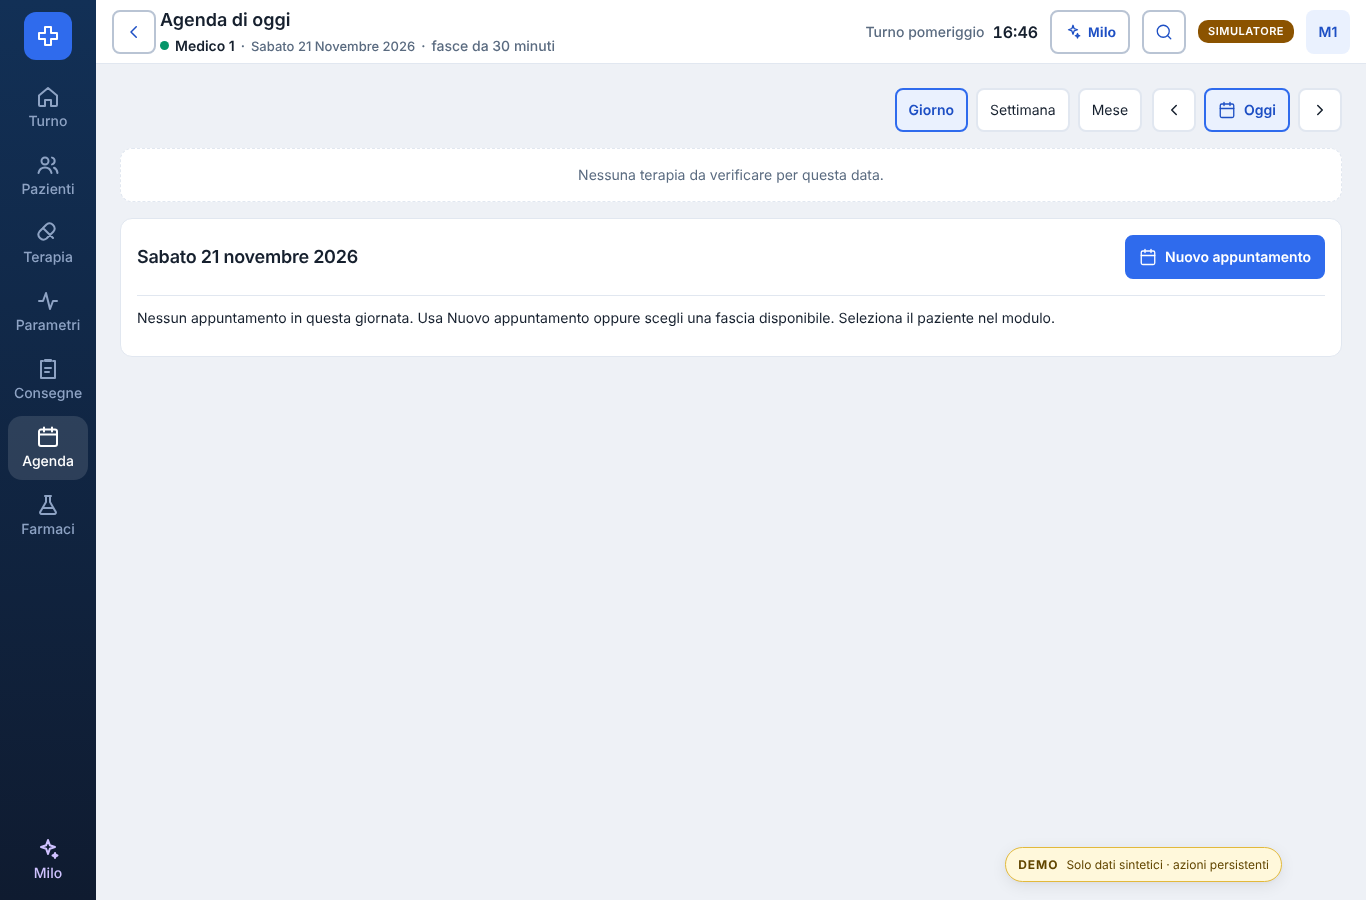 Agenda di oggi
Medico 1 · Sabato 21 Novembre 2026 · fasce da 30 minuti
Turno pomeriggio 16:46
Milo
SIMULATORE
M1
Turno
Pazienti
Terapia
Parametri
Consegne
Agenda
Farmaci
Milo
Giorno
Settimana
Mese
Oggi
Nessuna terapia da verificare per questa data.
Sabato 21 novembre 2026
Nuovo appuntamento
Nessun appuntamento in questa giornata. Usa Nuovo appuntamento oppure scegli una fascia disponibile. Seleziona il paziente nel modulo.
DEMO Solo dati sintetici · azioni persistenti